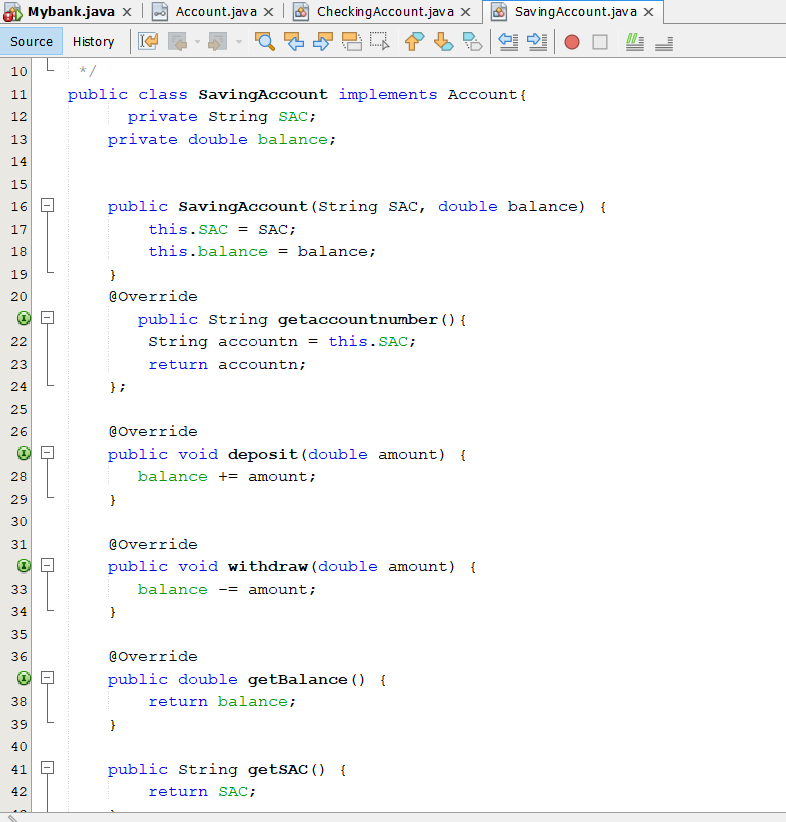 Mybank.java Account.java CheckingAccount.java SavingAccount.java
Source History
10 */
11 public class SavingAccount implements Account{
12 private String SAC;
13 private double balance;
14
15
16 public SavingAccount(String SAC, double balance) {
17 this.SAC = SAC;
18 this.balance = balance;
19 }
20 @Override
public String getaccountnumber(){
22 String accountn = this.SAC;
23 return accountn;
24 };
25
26 @Override
public void deposit(double amount) {
28 balance += amount;
29 }
30
31 @Override
public void withdraw(double amount) {
33 balance -= amount;
34 }
35
36 @Override
public double getBalance() {
38 return balance;
39 }
40
41 public String getSAC() {
42 return SAC;